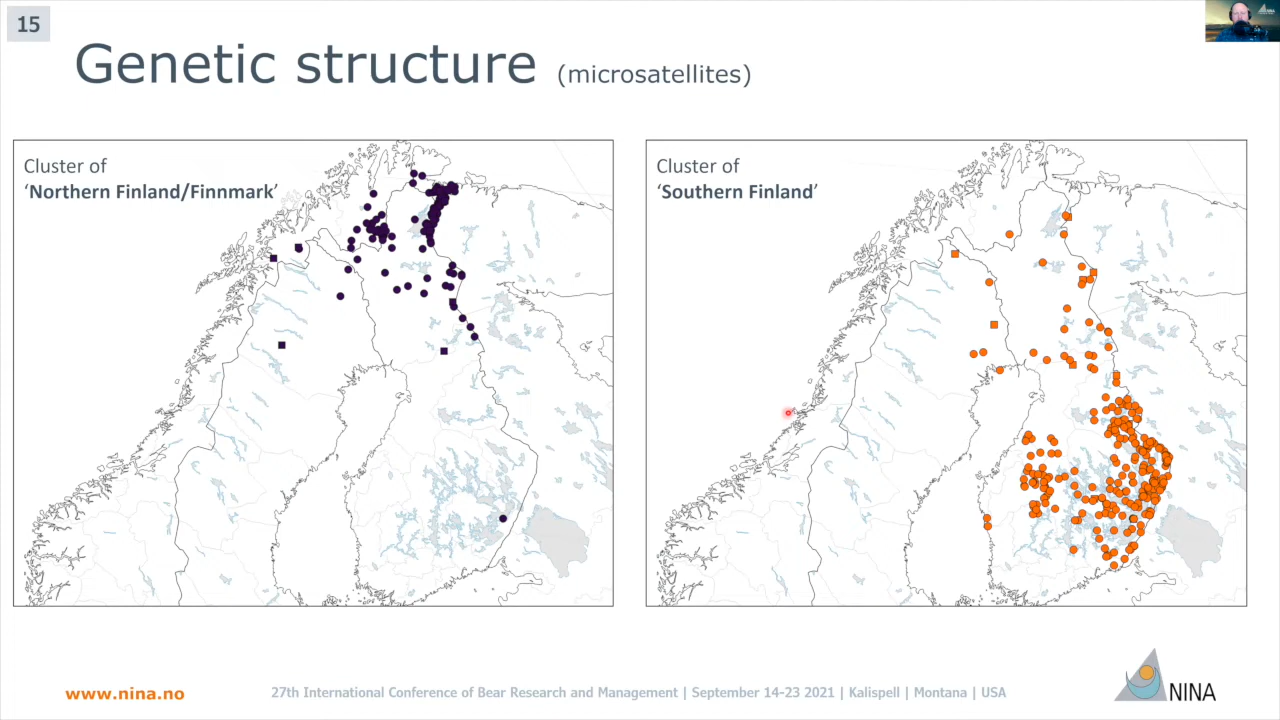 15
Genetic structure (microsatellites)
Cluster of
‘Northern Finland/Finnmark’
Cluster of
‘Southern Finland’
www.nina.no
27th International Conference of Bear Research and Management | September 14-23 2021 | Kalispell | Montana | USA
NINA